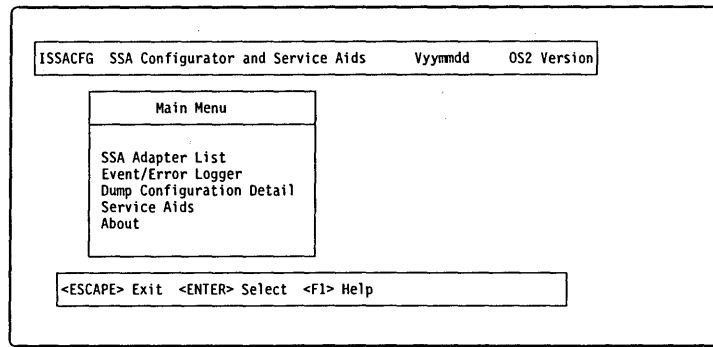 ISSACFG SSA Configurator and Service Aids Vyymmdd OS2 Version
Main Menu
SSA Adapter List
Event/Error Logger
Dump Configuration Detail
Service Aids
About
<ESCAPE> Exit <ENTER> Select <F1> Help